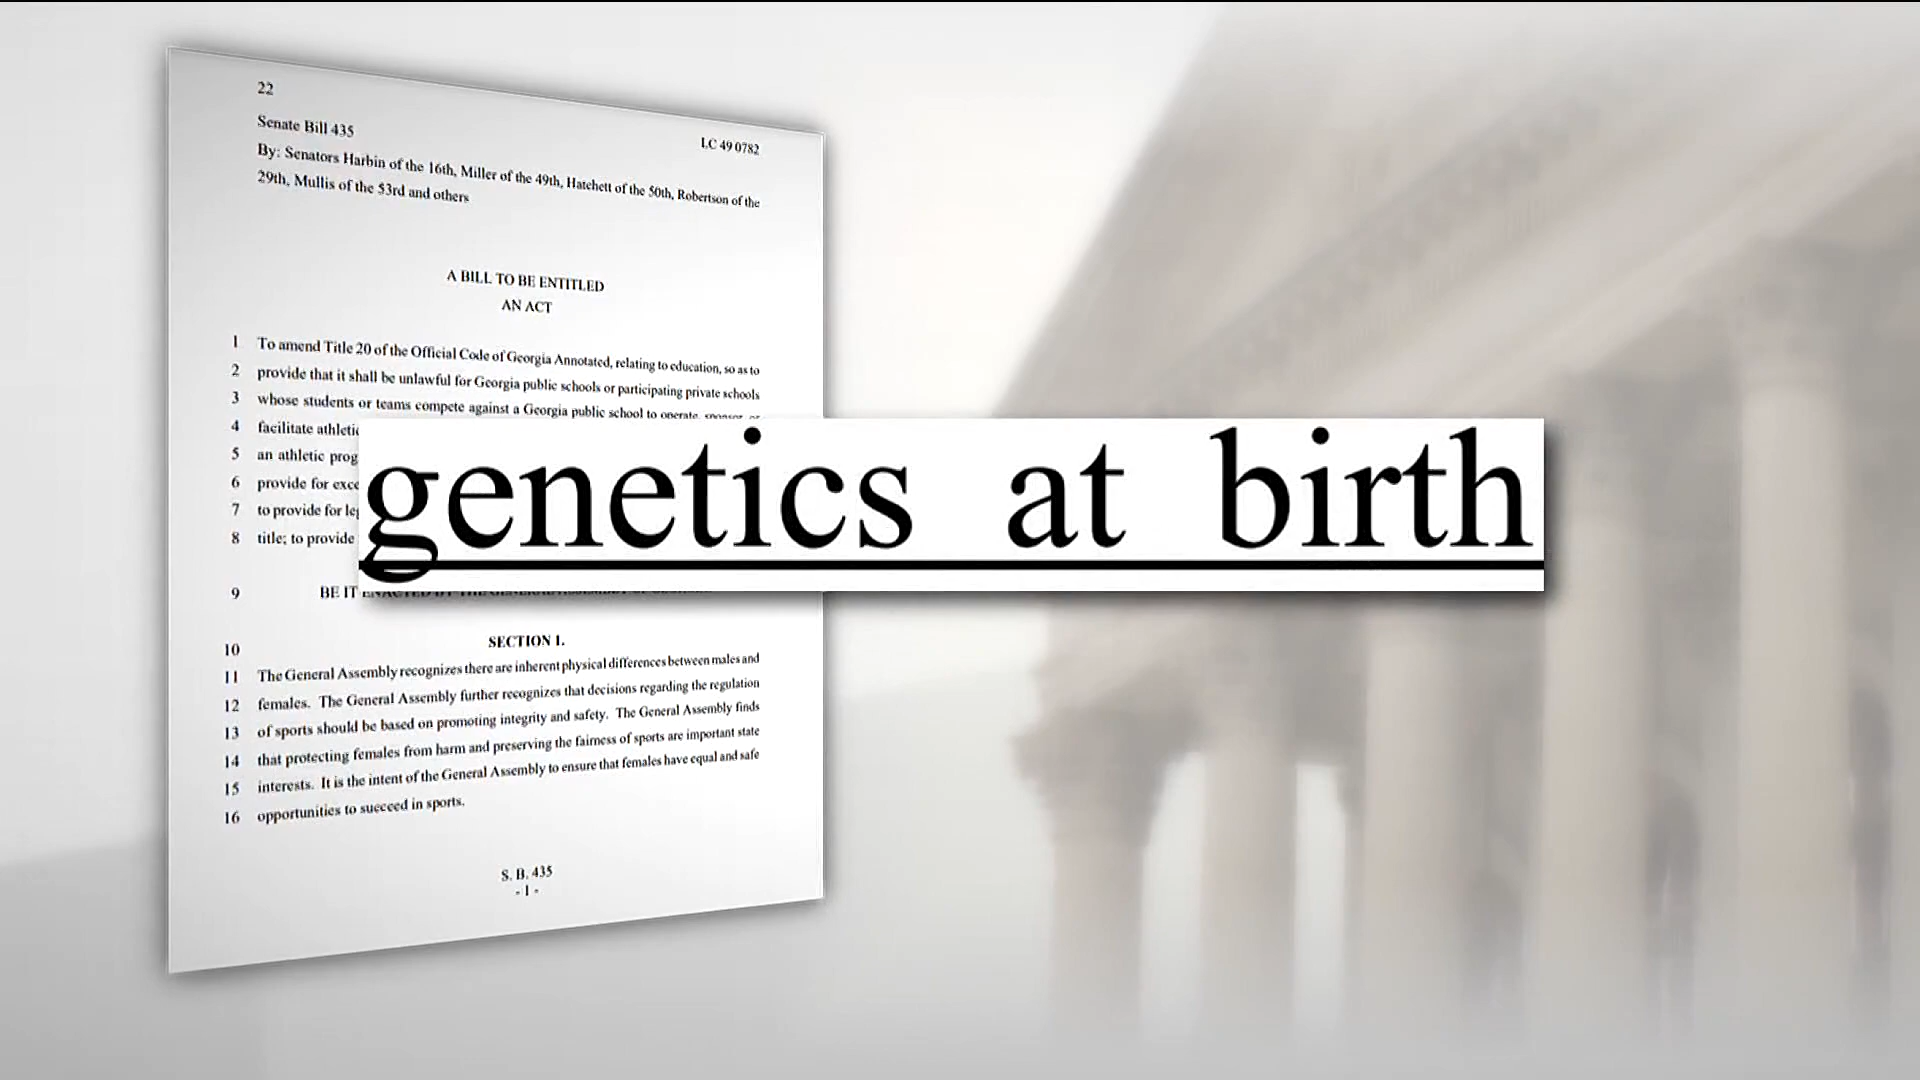 22
Senate Bill 435
LC 49 0782
By: Senators Harbin of the 16th, Miller of the 49th, Hatchett of the 50th, Robertson of the
29th, Mullis of the $3rd and others
A BILL TO BE ENTITLED
AN ACT
1 To amend Title 20 of the Official Code of Georgia Annotated, relating to education, so as to
2 provide that it shall be unlawful for Georgia public schools or participating private schools
3 whose students or teams compete against a Georgia public school to operate, sponsor, or
4 facilitate
5 an athletic
6 provide for
7 to provide for
8 title; to provide
genetics at birth
9 BE IT ENACTED BY THE GENERAL ASSEMBLY OF
10 SECTION 1.
11 The General Assembly recognizes there are inherent physical differences between males and
12 females. The General Assembly further recognizes that decisions regarding the regulation
13 of sports should be based on promoting integrity and safety. The General Assembly finds
14 that protecting females from harm and preserving the fairness of sports are important state
15 interests. It is the intent of the General Assembly to ensure that females have equal and safe
16 opportunities to succeed in sports.
S. B. 435
- 1 -